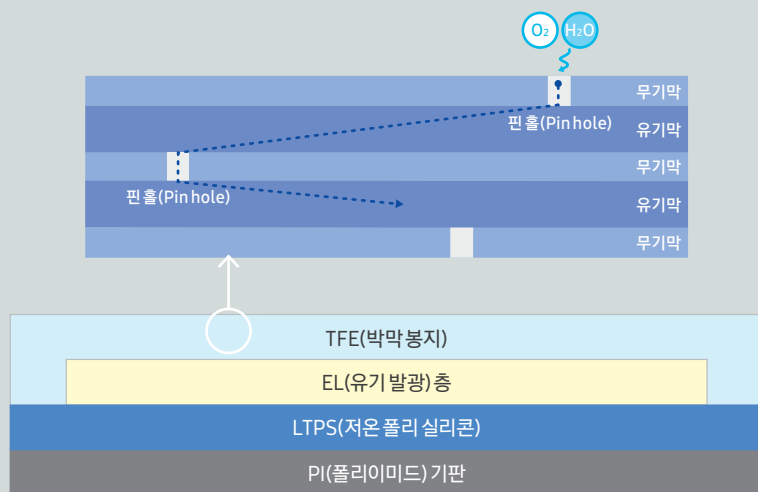 O₂ H₂O
무기막
핀홀(Pin hole) 유기막
무기막
핀홀(Pin hole) 유기막
무기막
TFE(박막 봉지)
EL(유기 발광) 층
LTPS(저온 폴리 실리콘)
PI(폴리이미드) 기판